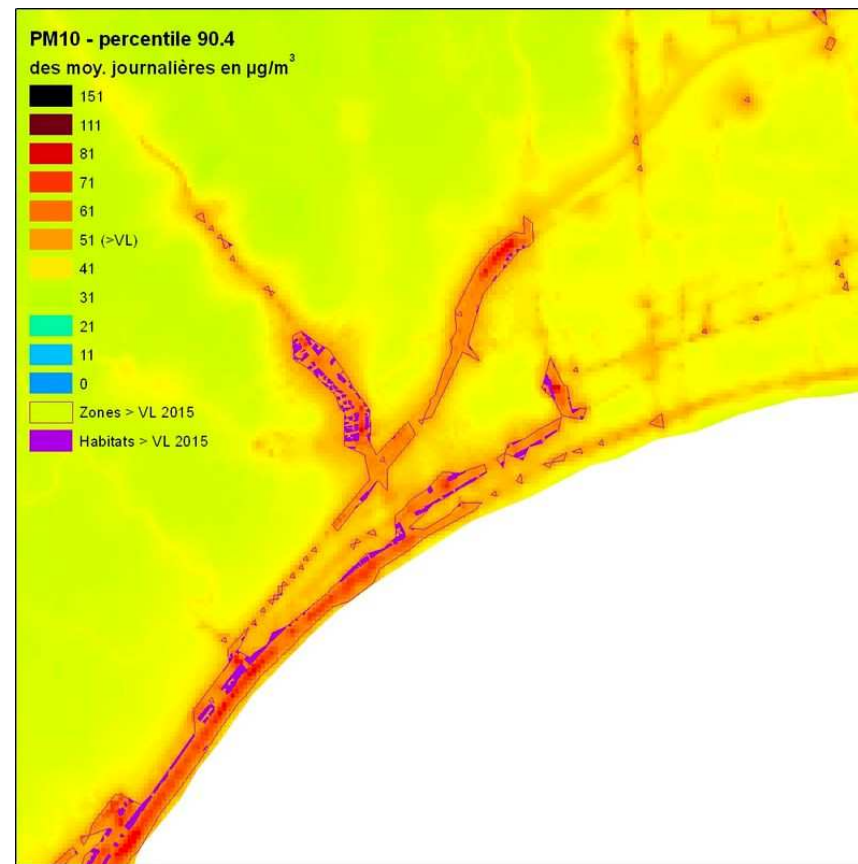 PM10 - percentile 90.4
des moy. journalières en µg/m³
151
111
81
71
61
51 (>VL)
41
31
21
11
0
Zones > VL 2015
Habitats > VL 2015